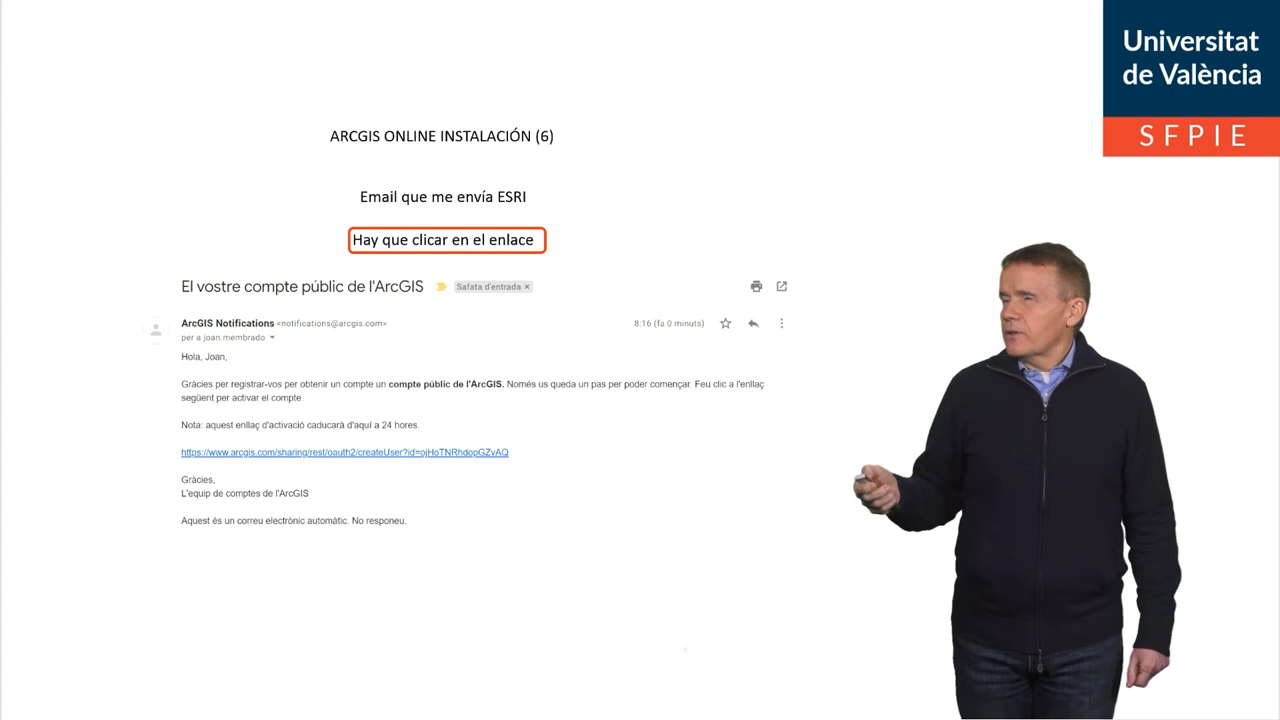 Universitat
de València
SFPIE
ARCGIS ONLINE INSTALACIÓN (6)
Email que me envía ESRI
Hay que clicar en el enlace
El vostre compte públic de l'ArcGIS Safata d'entrada ×
ArcGIS Notifications <notifications@arcgis.com> 8:16 (fa 0 minuts)
per a joan.membrado
Hola, Joan,
Gràcies per registrar-vos per obtenir un compte un compte públic de l'ArcGIS. Només us queda un pas per poder començar. Feu clic a l'enllaç
següent per activar el compte.
Nota: aquest enllaç d'activació caducarà d'aquí a 24 hores.
https://www.arcgis.com/sharing/rest/oauth2/createUser?id=ojHoTNRhdopGZvAQ
Gràcies,
L'equip de comptes de l'ArcGIS
Aquest és un correu electrònic automàtic. No responeu.